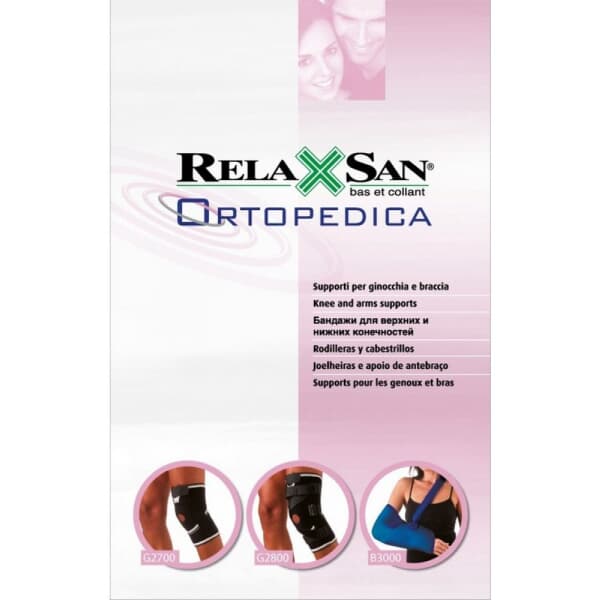 RELAXSAN®
bas et collant
ORTOPEDICA
Supporti per ginocchia e braccia
Knee and arms supports
Бандажи для верхних и
нижних конечностей
Rodilleras y cabestrillos
Joelheiras e apoio de antebraço
Supports pour les genoux et bras
G2700 G2800 B3000